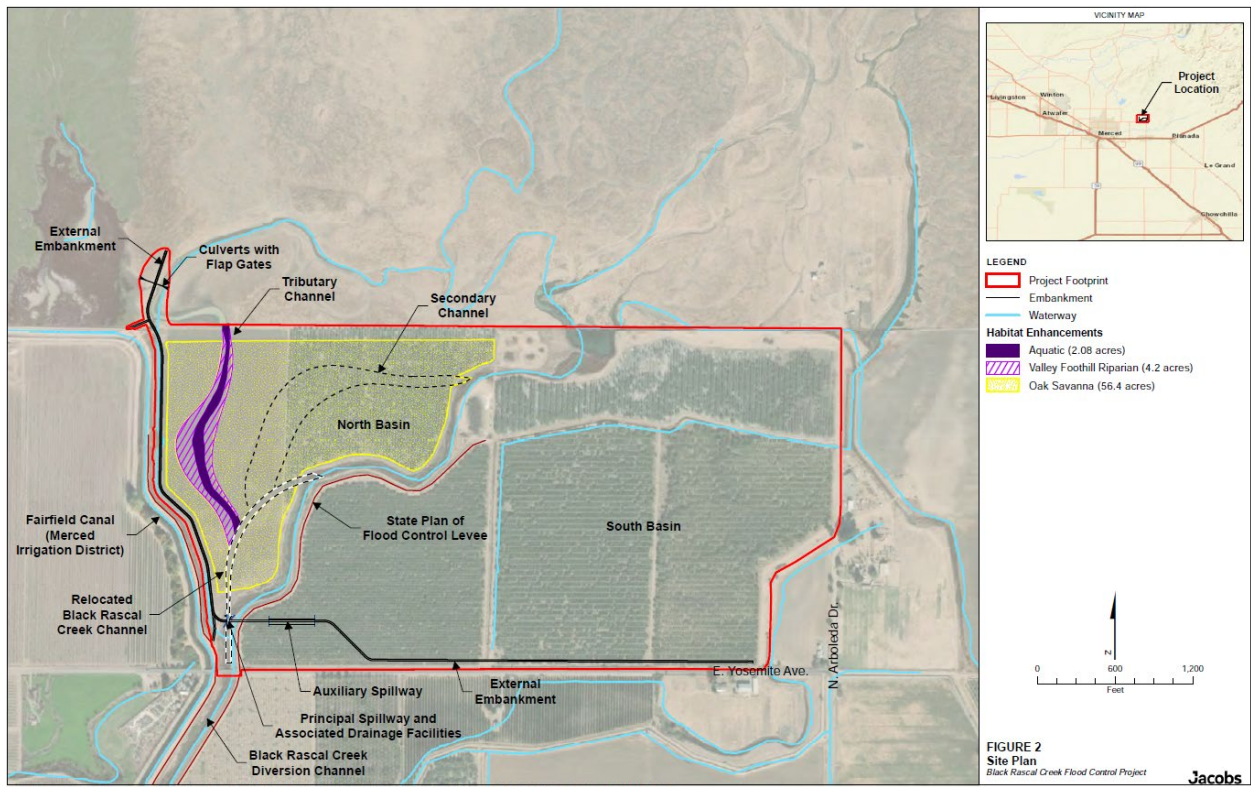 External
Embankment
Culverts with
Flap Gates
Tributary
Channel
Secondary
Channel
North Basin
Fairfield Canal
(Merced
Irrigation District)
State Plan of
Flood Control Levee
South Basin
Relocated
Black Rascal
Creek Channel
N. Arboleda Dr.
E. Yosemite Ave.
Auxiliary Spillway
External
Embankment
Principal Spillway and
Associated Drainage Facilities
Black Rascal Creek
Diversion Channel
VICINITY MAP
Project
Location
Livingston
Winton
Atwater
Merced
Planada
Le Grand
Chowchilla
LEGEND
Project Footprint
Embankment
Waterway
Habitat Enhancements
Aquatic (2.08 acres)
Valley Foothill Riparian (4.2 acres)
Oak Savanna (56.4 acres)
N
0 600 1,200
Feet
FIGURE 2
Site Plan
Black Rascal Creek Flood Control Project
Jacobs